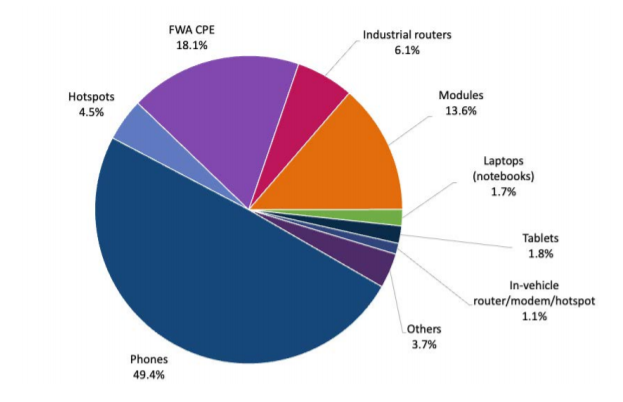 FWA CPE
18.1%
Industrial routers
6.1%
Hotspots
4.5%
Modules
13.6%
Laptops
(notebooks)
1.7%
Tablets
1.8%
In-vehicle
router/modem/hotspot
1.1%
Others
3.7%
Phones
49.4%